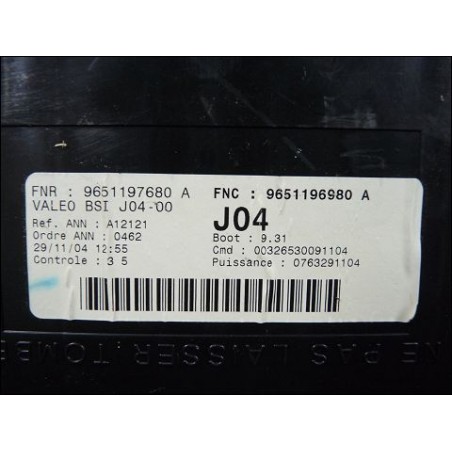 FNR : 9651197680 A
FNC : 9651196980 A
VALEO BSI J04-00
J04
Ref. ANN : A12121
Ordre ANN : 0462
Boot : 9.31
29/11/04 12:55
Cmd : 00326530091104
Controle : 3 5
Puissance : 0763291104
NE PAS LAISSER TOMBE